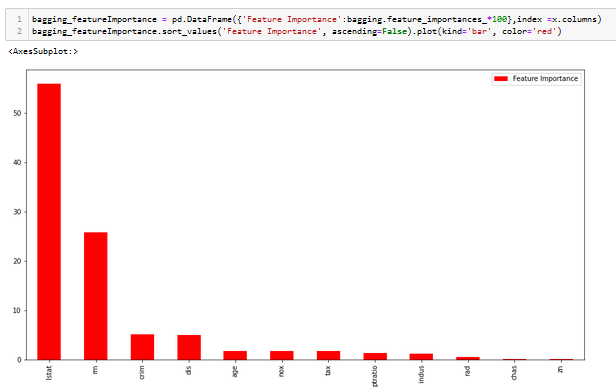 1 bagging_featureImportance = pd.DataFrame({'Feature Importance':bagging.feature_importances_*100},index =x.columns)
2 bagging_featureImportance.sort_values('Feature Importance', ascending=False).plot(kind='bar', color='red')
<AxesSubplot:>
Feature Importance
50
40
30
20
10
0
lstat rm crim dis age nox tax ptratio indus rad chas zn